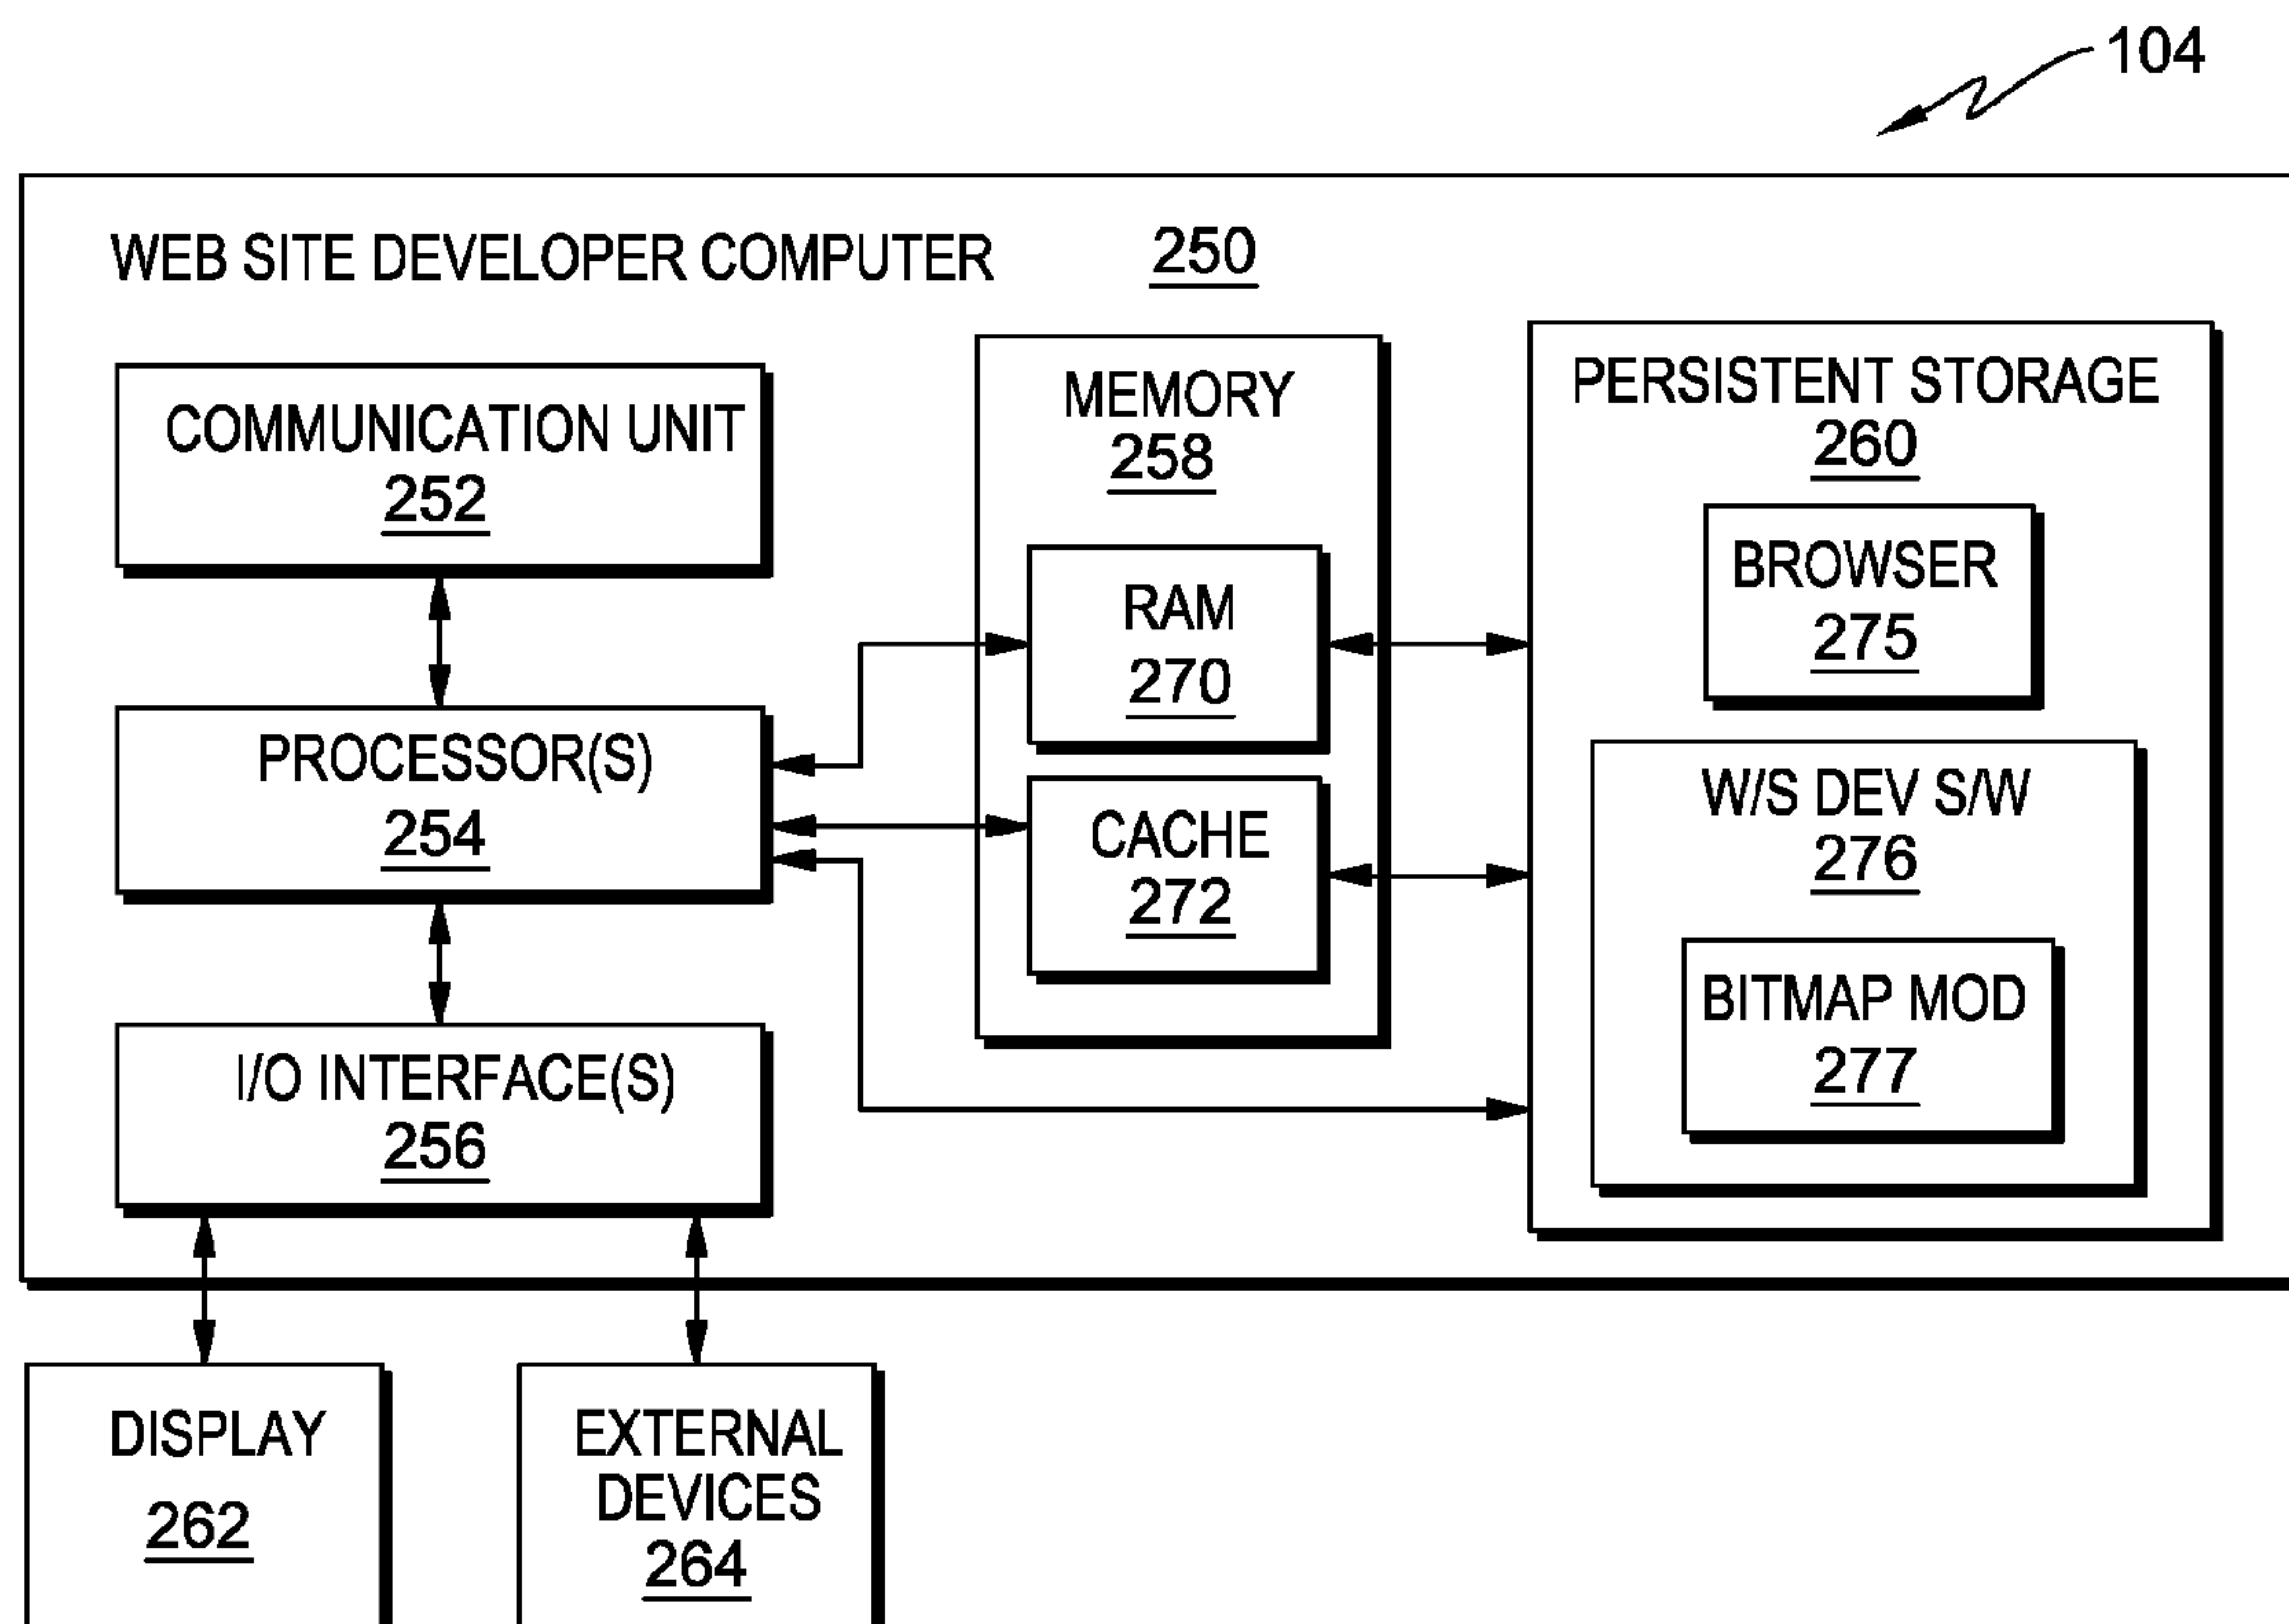 104
WEB SITE DEVELOPER COMPUTER 250
COMMUNICATION UNIT
252
PROCESSOR(S)
254
I/O INTERFACE(S)
256
MEMORY
258
RAM
270
CACHE
272
PERSISTENT STORAGE
260
BROWSER
275
W/S DEV S/W
276
BITMAP MOD
277
DISPLAY
262
EXTERNAL
DEVICES
264